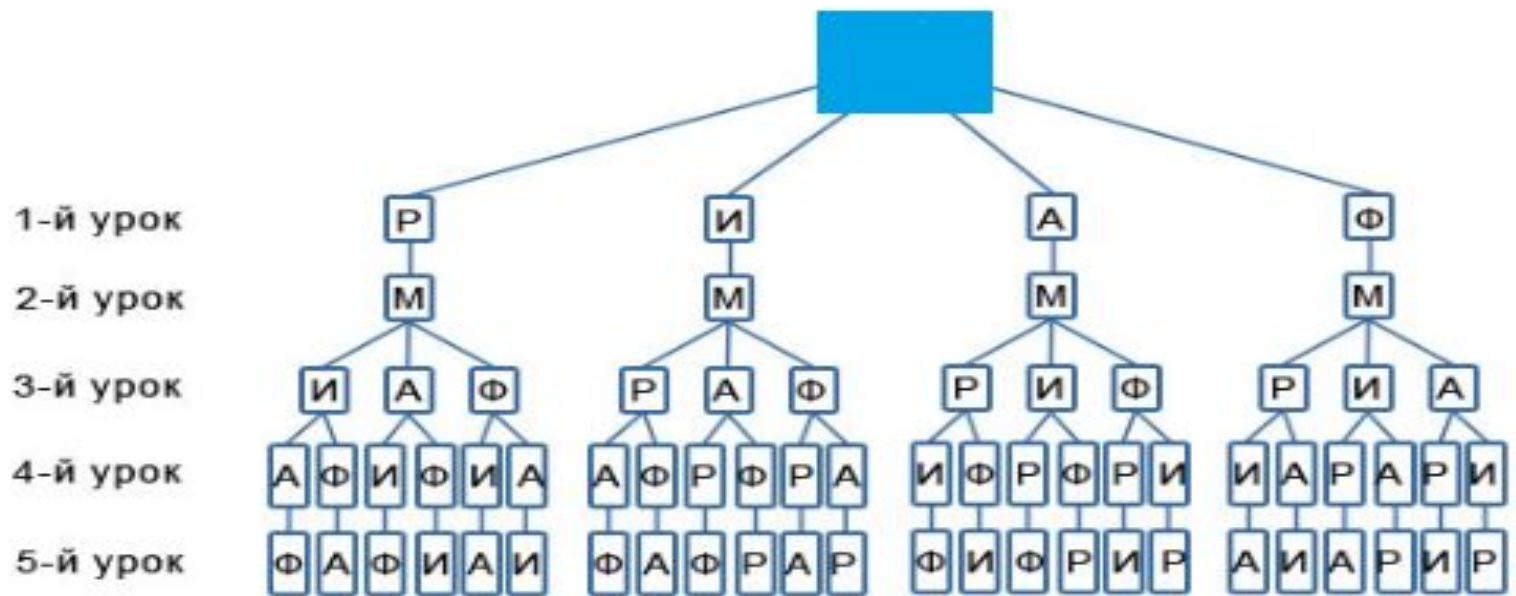 1-й урок Р И А Ф
2-й урок М М М М
3-й урок И А Ф Р А Ф Р И Ф Р И А
4-й урок А Ф И Ф И А А Ф Р Ф Р А И Ф Р Ф Р И И А Р А Р И
5-й урок Ф А Ф И А И Ф А Ф Р А Р Ф И Ф Р И Р А И А Р И Р